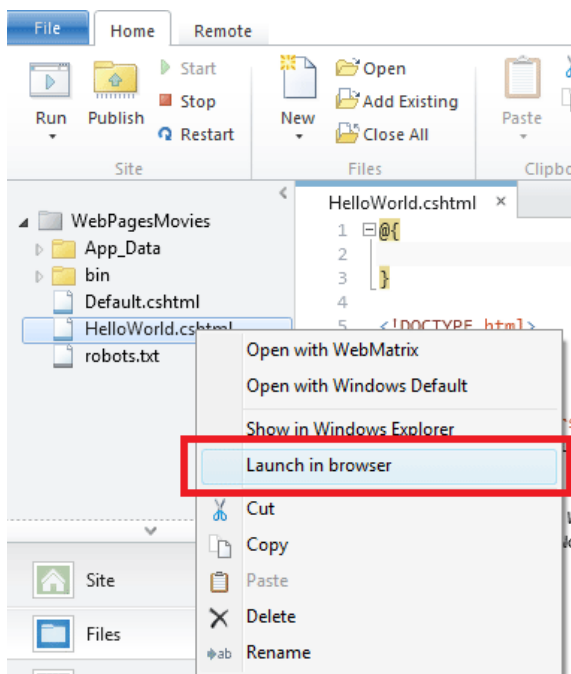 File Home Remote
Start Open
Stop Add Existing
Run Publish Restart New Close All Paste
Site Files
HelloWorld.cshtml ×
WebPagesMovies
App_Data
bin
Default.cshtml
HelloWorld.cshtml
robots.txt
1 @{
2
3 }
4
5 <!DOCTYPE html>
Open with WebMatrix
Open with Windows Default
Show in Windows Explorer
Launch in browser
Cut
Copy
Paste
Delete
ab Rename
Site
Files